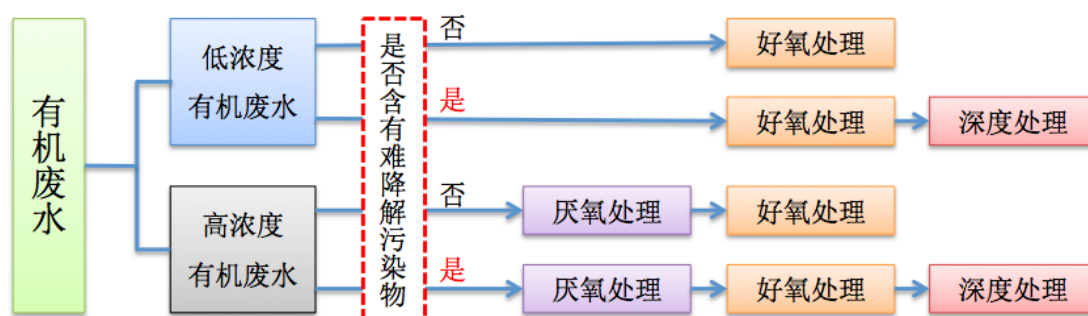 有机废水
低浓度
有机废水
高浓度
有机废水
是否含有难降解污染物
否
好氧处理
是
好氧处理
深度处理
否
厌氧处理
好氧处理
是
厌氧处理
好氧处理
深度处理